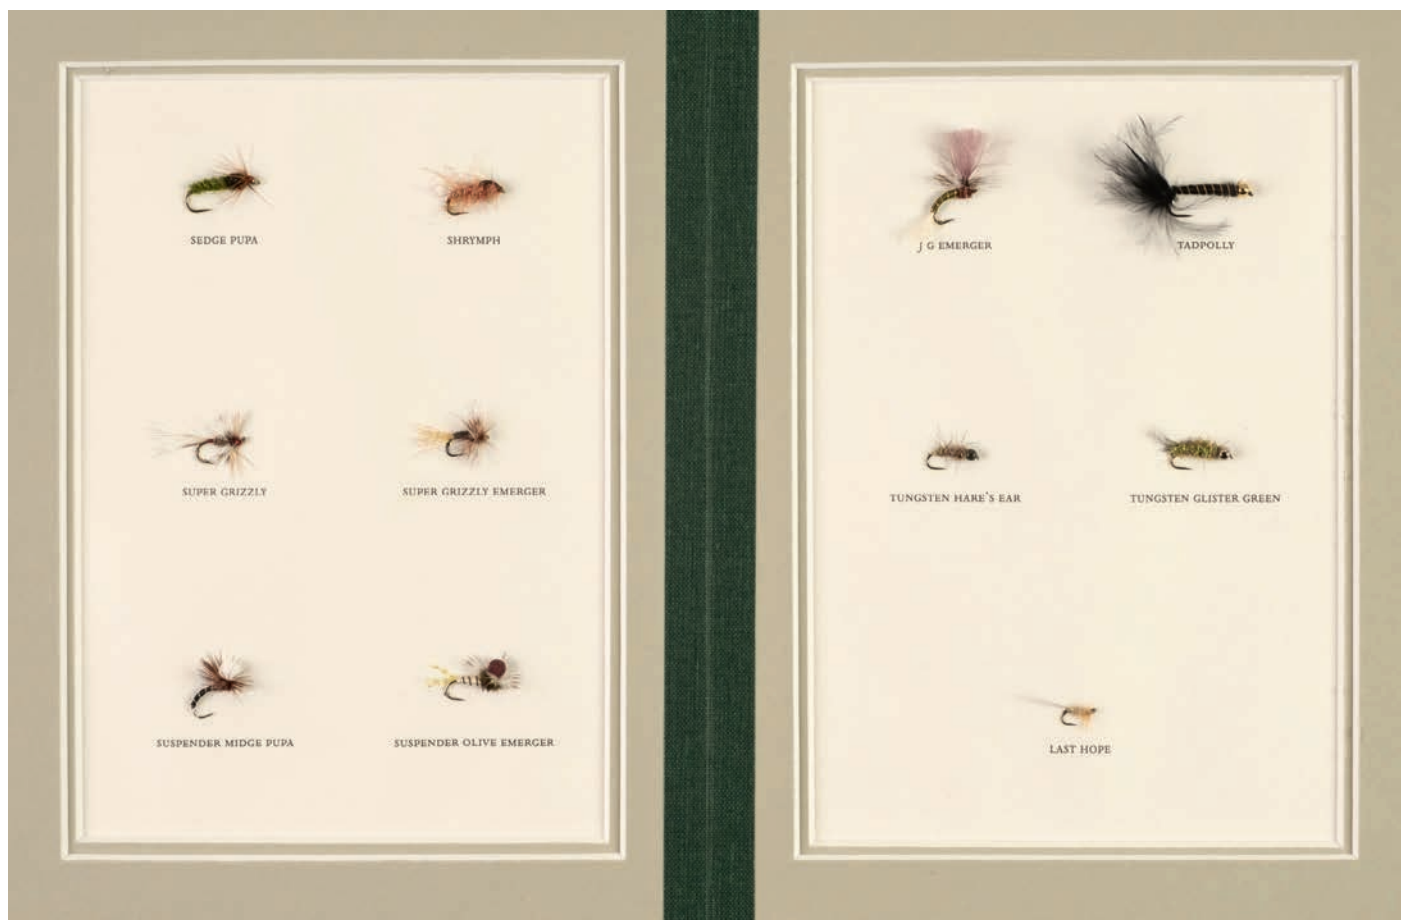 SEDGE PUPA
SHRYMPH
SUPER GRIZZLY
SUPER GRIZZLY EMERGER
SUSPENDER MIDGE PUPA
SUSPENDER OLIVE EMERGER
J G EMERGER
TADPOLLY
TUNGSTEN HARE'S EAR
TUNGSTEN GLISTER GREEN
LAST HOPE